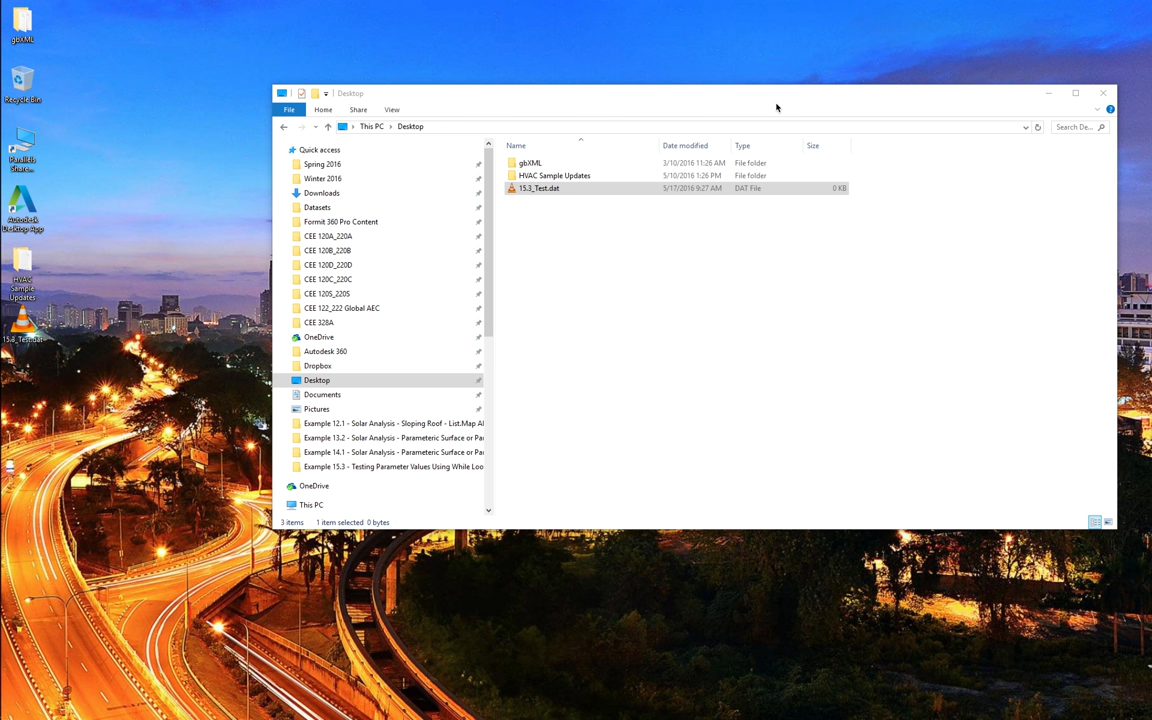 gbXML
Recycle Bin
Parallels
Share...
Autodesk
Desktop App
HVAC
Sample
Updates
15.3_Test.dat
Desktop
File
Home
Share
View
This PC
Desktop
Search De...
Quick access
Spring 2016
Winter 2016
Downloads
Datasets
Formit 360 Pro Content
CEE 120A_220A
CEE 120B_220B
CEE 120D_220D
CEE 120C_220C
CEE 120S_220S
CEE 122_222 Global AEC
CEE 328A
OneDrive
Autodesk 360
Dropbox
Desktop
Documents
Pictures
Example 12.1 - Solar Analysis - Sloping Roof - List.Map Al
Example 13.2 - Solar Analysis - Parameteric Surface or Par
Example 14.1 - Solar Analysis - Parameteric Surface or Par
Example 15.3 - Testing Parameter Values Using While Loo
OneDrive
This PC
Name Date modified Type Size
gbXML 3/10/2016 11:26 AM File folder
HVAC Sample Updates 5/10/2016 1:26 PM File folder
15.3_Test.dat 5/17/2016 9:27 AM DAT File 0 KB
3 items 1 item selected 0 bytes